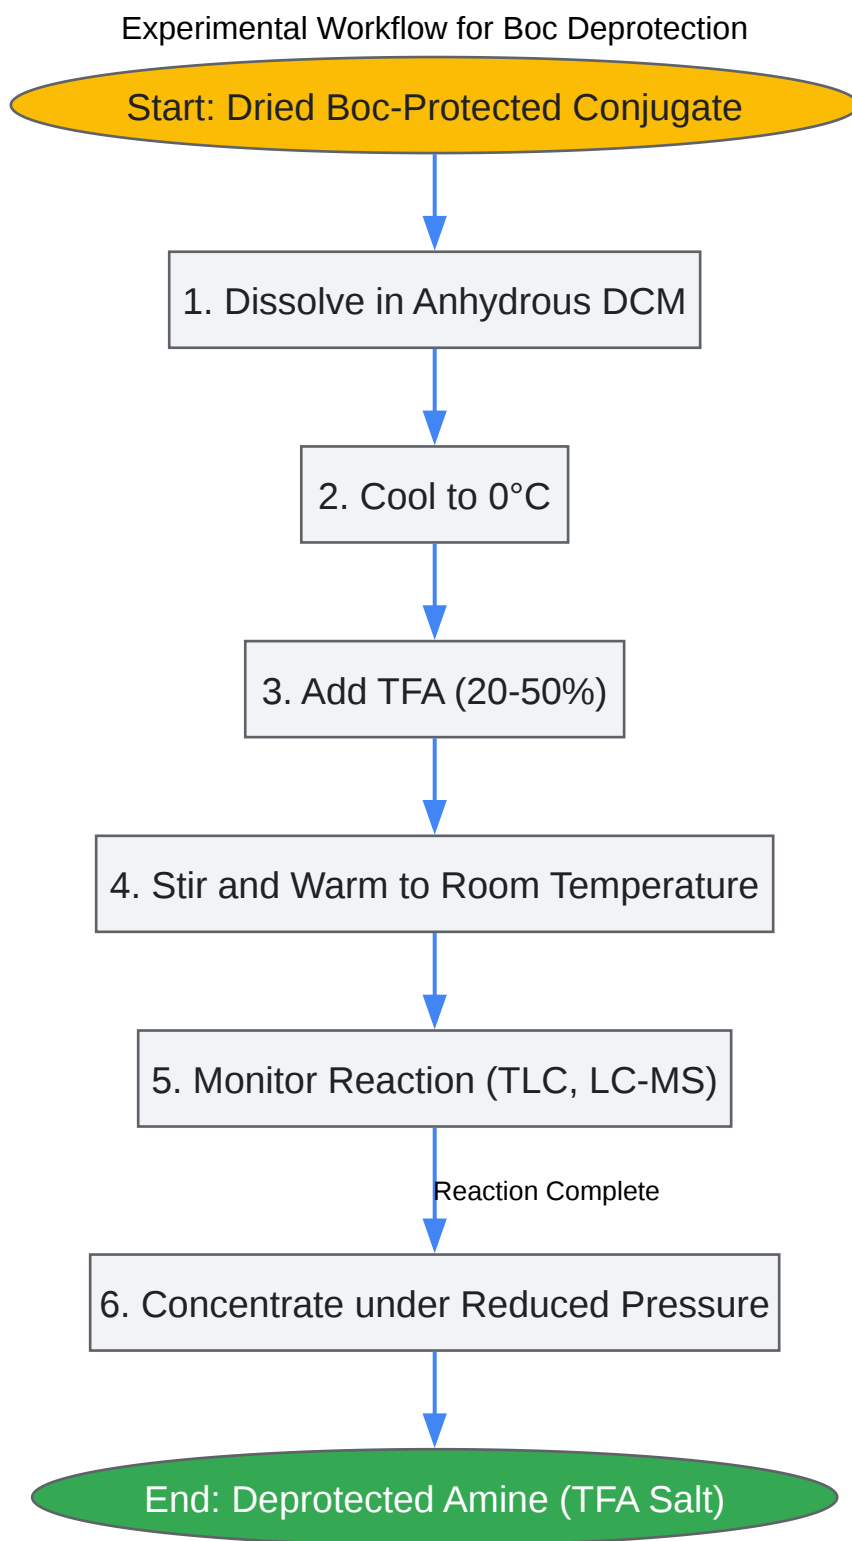 Experimental Workflow for Boc Deprotection
Start: Dried Boc-Protected Conjugate
1. Dissolve in Anhydrous DCM
2. Cool to 0°C
3. Add TFA (20-50%)
4. Stir and Warm to Room Temperature
5. Monitor Reaction (TLC, LC-MS)
Reaction Complete
6. Concentrate under Reduced Pressure
End: Deprotected Amine (TFA Salt)